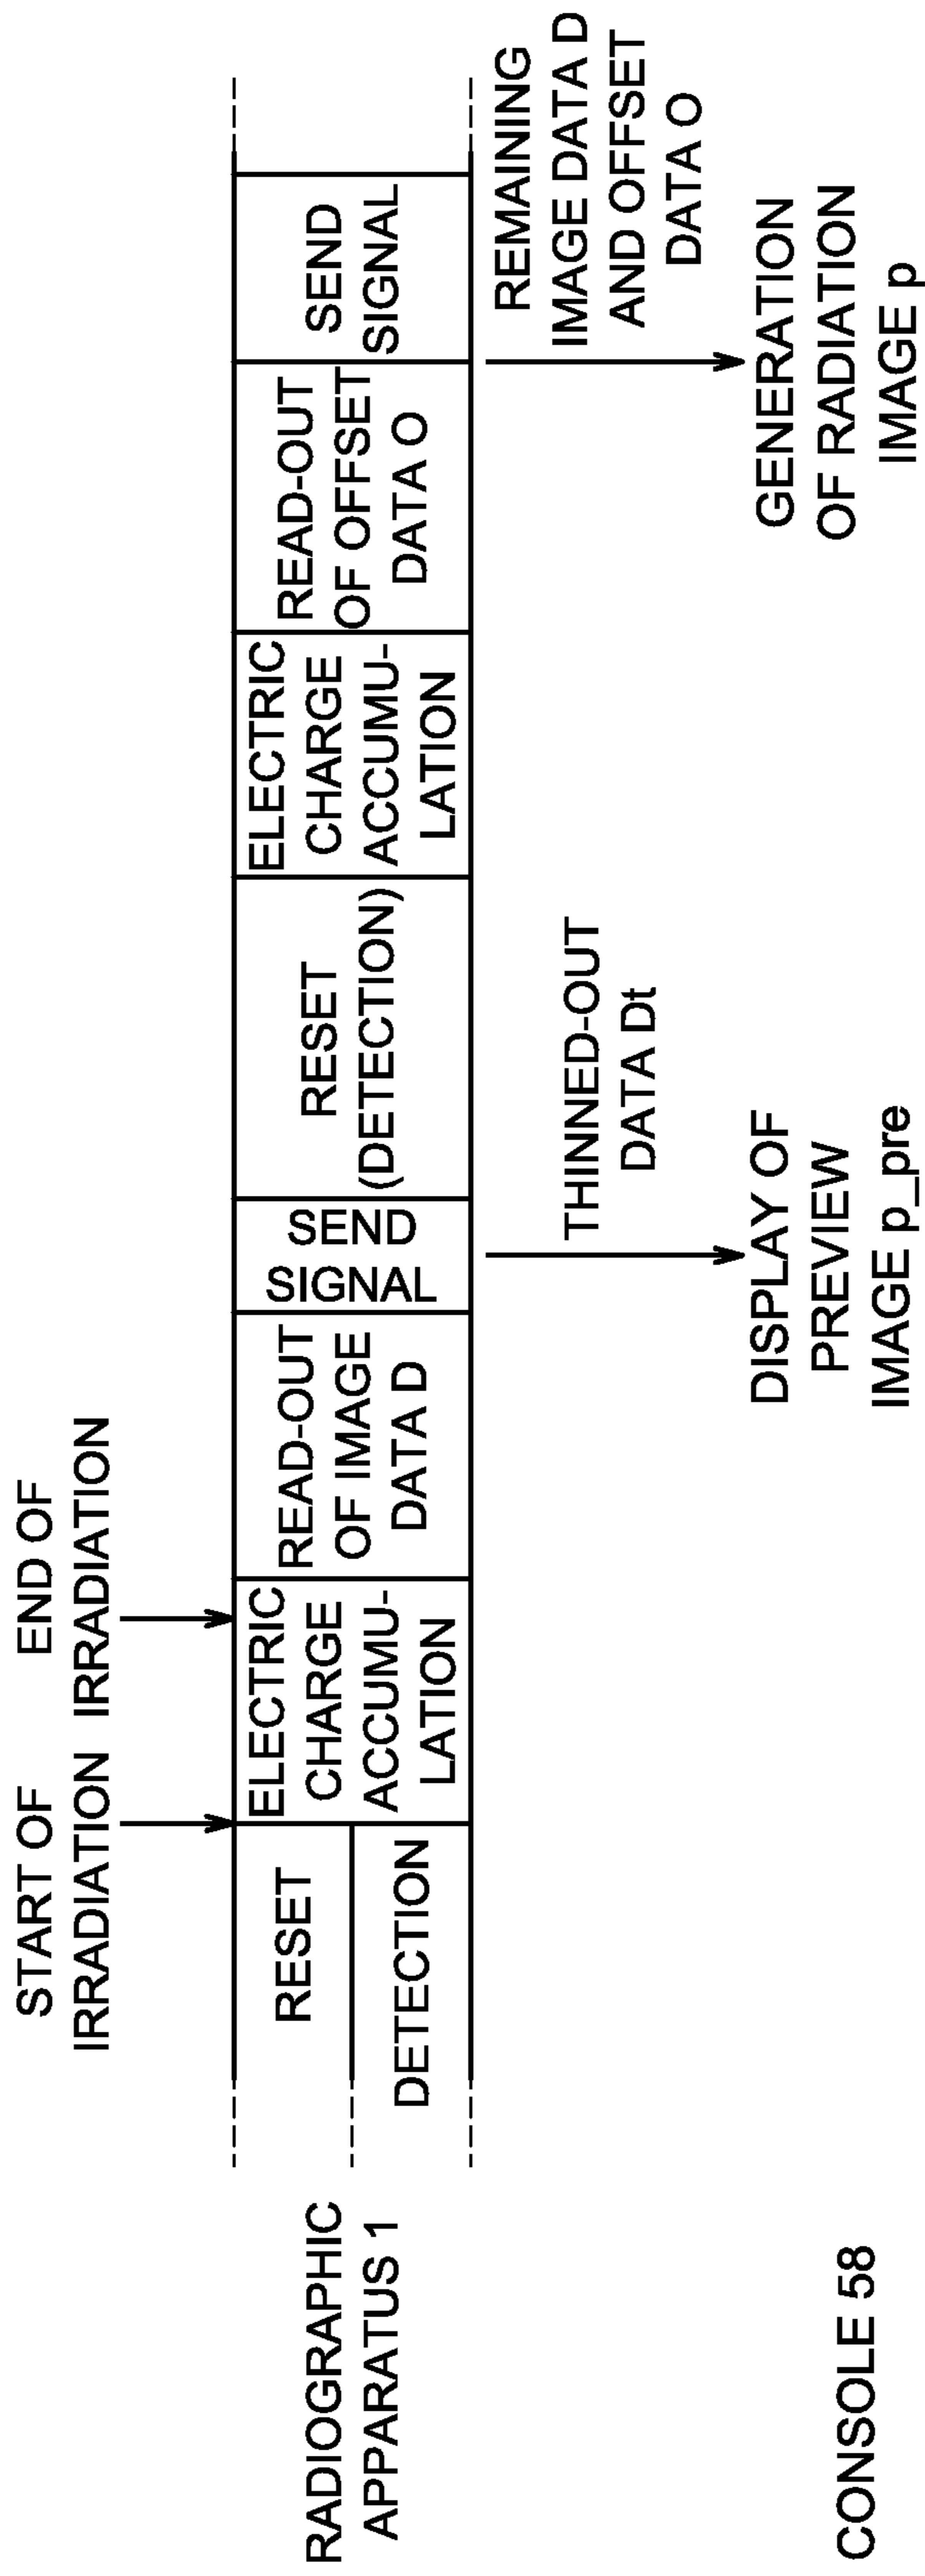 START OF
IRRADIATION
END OF
IRRADIATION
RADIOGRAPHIC
APPARATUS 1
RESET
DETECTION
ELECTRIC
CHARGE
ACCUMU-
LATION
READ-OUT
OF IMAGE
DATA D
SEND
SIGNAL
RESET
(DETECTION)
ELECTRIC
CHARGE
ACCUMU-
LATION
READ-OUT
OF OFFSET
DATA O
SEND
SIGNAL
THINNED-OUT
DATA Dt
REMAINING
IMAGE DATA D
AND OFFSET
DATA O
CONSOLE 58
DISPLAY OF
PREVIEW
IMAGE p_pre
GENERATION
OF RADIATION
IMAGE p